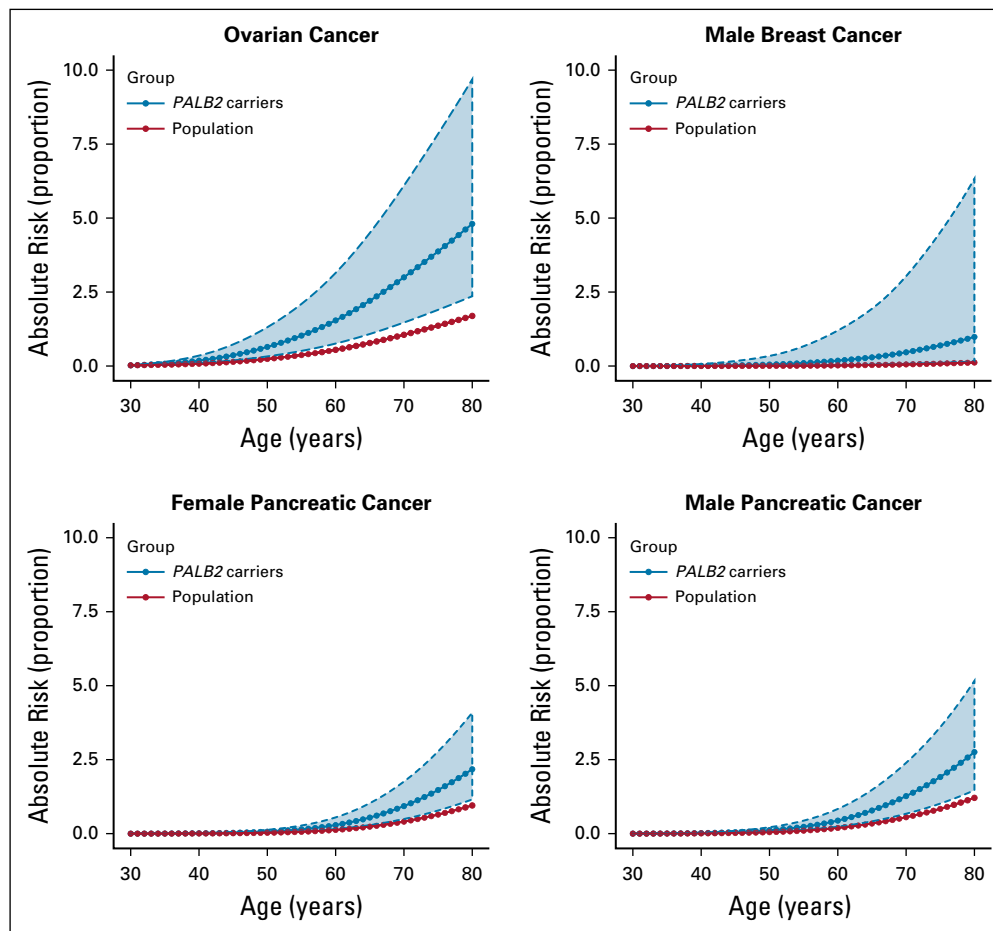 Ovarian Cancer
Absolute Risk (proportion)
10.0
7.5
5.0
2.5
0.0
Group
PALB2 carriers
Population
30 40 50 60 70 80
Age (years)
Male Breast Cancer
Absolute Risk (proportion)
10.0
7.5
5.0
2.5
0.0
Group
PALB2 carriers
Population
30 40 50 60 70 80
Age (years)
Female Pancreatic Cancer
Absolute Risk (proportion)
10.0
7.5
5.0
2.5
0.0
Group
PALB2 carriers
Population
30 40 50 60 70 80
Age (years)
Male Pancreatic Cancer
Absolute Risk (proportion)
10.0
7.5
5.0
2.5
0.0
Group
PALB2 carriers
Population
30 40 50 60 70 80
Age (years)